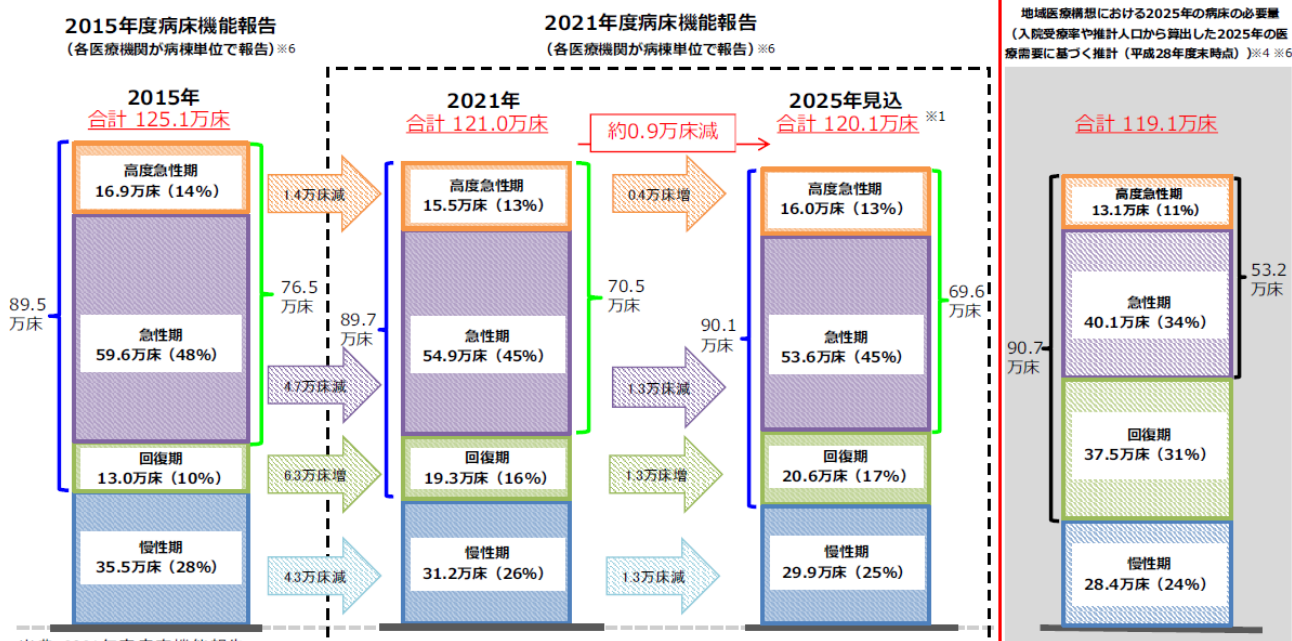 2015年度病床機能報告
(各医療機関が病棟単位で報告)※6
2021年度病床機能報告
(各医療機関が病棟単位で報告)※6
地域医療構想における2025年の病床の必要量
(入院受療率や推計人口から算出した2025年の医
療需要に基づく推計(平成28年度末時点))※4 ※6
2015年
合計 125.1万床
2021年
合計 121.0万床
約0.9万床減
2025年見込
合計 120.1万床 ※1
合計 119.1万床
高度急性期
16.9万床(14%)
1.4万床減
高度急性期
15.5万床(13%)
0.4万床増
高度急性期
16.0万床(13%)
高度急性期
13.1万床(11%)
89.5
万床
76.5
万床
急性期
59.6万床(48%)
4.7万床減
89.7
万床
70.5
万床
急性期
54.9万床(45%)
1.3万床減
90.1
万床
69.6
万床
急性期
53.6万床(45%)
90.7
万床
53.2
万床
急性期
40.1万床(34%)
回復期
13.0万床(10%)
6.3万床増
回復期
19.3万床(16%)
1.3万床増
回復期
20.6万床(17%)
回復期
37.5万床(31%)
慢性期
35.5万床(28%)
4.3万床減
慢性期
31.2万床(26%)
1.3万床減
慢性期
29.9万床(25%)
慢性期
28.4万床(24%)